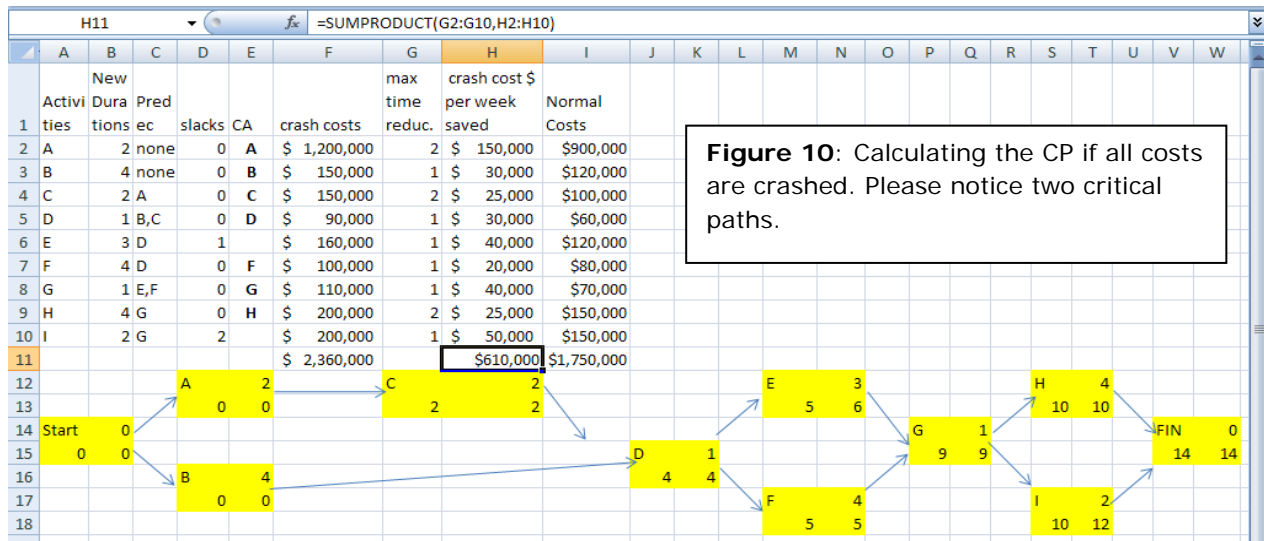 H11 fx =SUMPRODUCT(G2:G10,H2:H10)
A B C D E F G H I J K L M N O P Q R S T U V W
1 Activi ties New Dura tions Pred ec slacks CA crash costs max time reduc. crash cost $ per week saved Normal Costs
2 A 2 none 0 A $ 1,200,000 2 $ 150,000 $900,000
3 B 4 none 0 B $ 150,000 1 $ 30,000 $120,000
4 C 2 A 0 C $ 150,000 2 $ 25,000 $100,000
5 D 1 B,C 0 D $ 90,000 1 $ 30,000 $60,000
6 E 3 D 1 $ 160,000 1 $ 40,000 $120,000
7 F 4 D 0 F $ 100,000 1 $ 20,000 $80,000
8 G 1 E,F 0 G $ 110,000 1 $ 40,000 $70,000
9 H 4 G 0 H $ 200,000 2 $ 25,000 $150,000
10 I 2 G 2 $ 200,000 1 $ 50,000 $150,000
11 $ 2,360,000 $610,000 $1,750,000
Figure 10: Calculating the CP if all costs
are crashed. Please notice two critical
paths.
12 A 2 C 2 E 3 H 4
13 0 0 2 2 5 6 10 10
14 Start 0 G 1 FIN 0
15 0 0 D 1 9 9 14 14
16 B 4 4 4
17 0 0 F 4 I 2
18 5 5 10 12